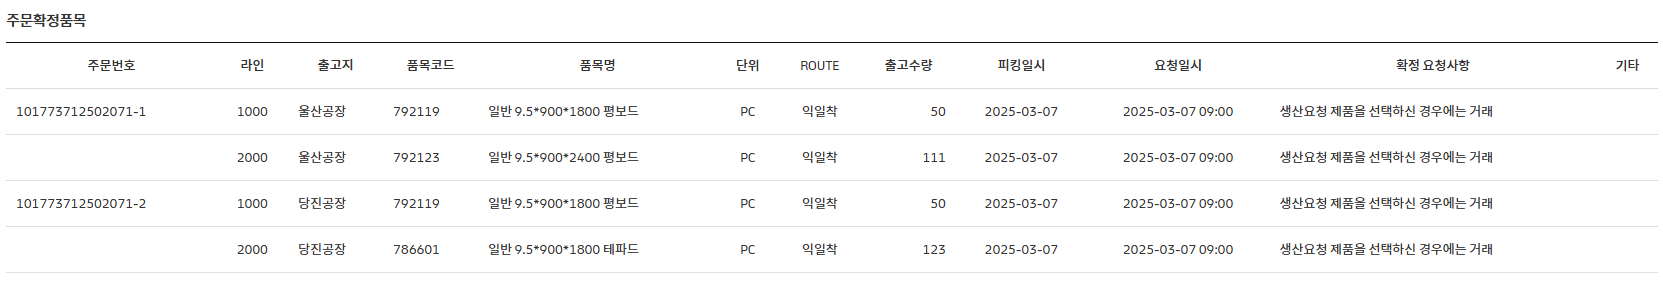 주문확정품목
주문번호 라인 출고지 품목코드 품목명 단위 ROUTE 출고수량 피킹일시 요청일시 확정 요청사항 기타
101773712502071-1 1000 울산공장 792119 일반 9.5*900*1800 평보드 PC 익일착 50 2025-03-07 2025-03-07 09:00 생산요청 제품을 선택하신 경우에는 거래
2000 울산공장 792123 일반 9.5*900*2400 평보드 PC 익일착 111 2025-03-07 2025-03-07 09:00 생산요청 제품을 선택하신 경우에는 거래
101773712502071-2 1000 당진공장 792119 일반 9.5*900*1800 평보드 PC 익일착 50 2025-03-07 2025-03-07 09:00 생산요청 제품을 선택하신 경우에는 거래
2000 당진공장 786601 일반 9.5*900*1800 테파드 PC 익일착 123 2025-03-07 2025-03-07 09:00 생산요청 제품을 선택하신 경우에는 거래